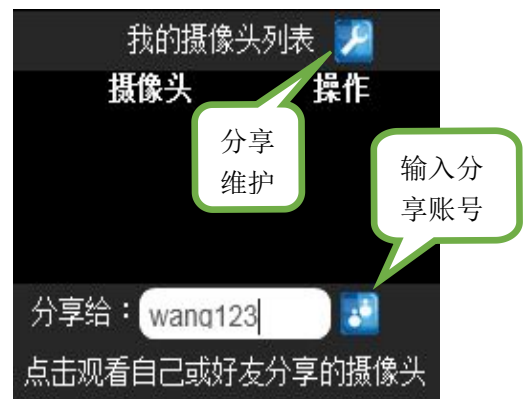 我的摄像头列表
摄像头 操作
分享
维护
输入分
享账号
分享给：wang123
点击观看自己或好友分享的摄像头